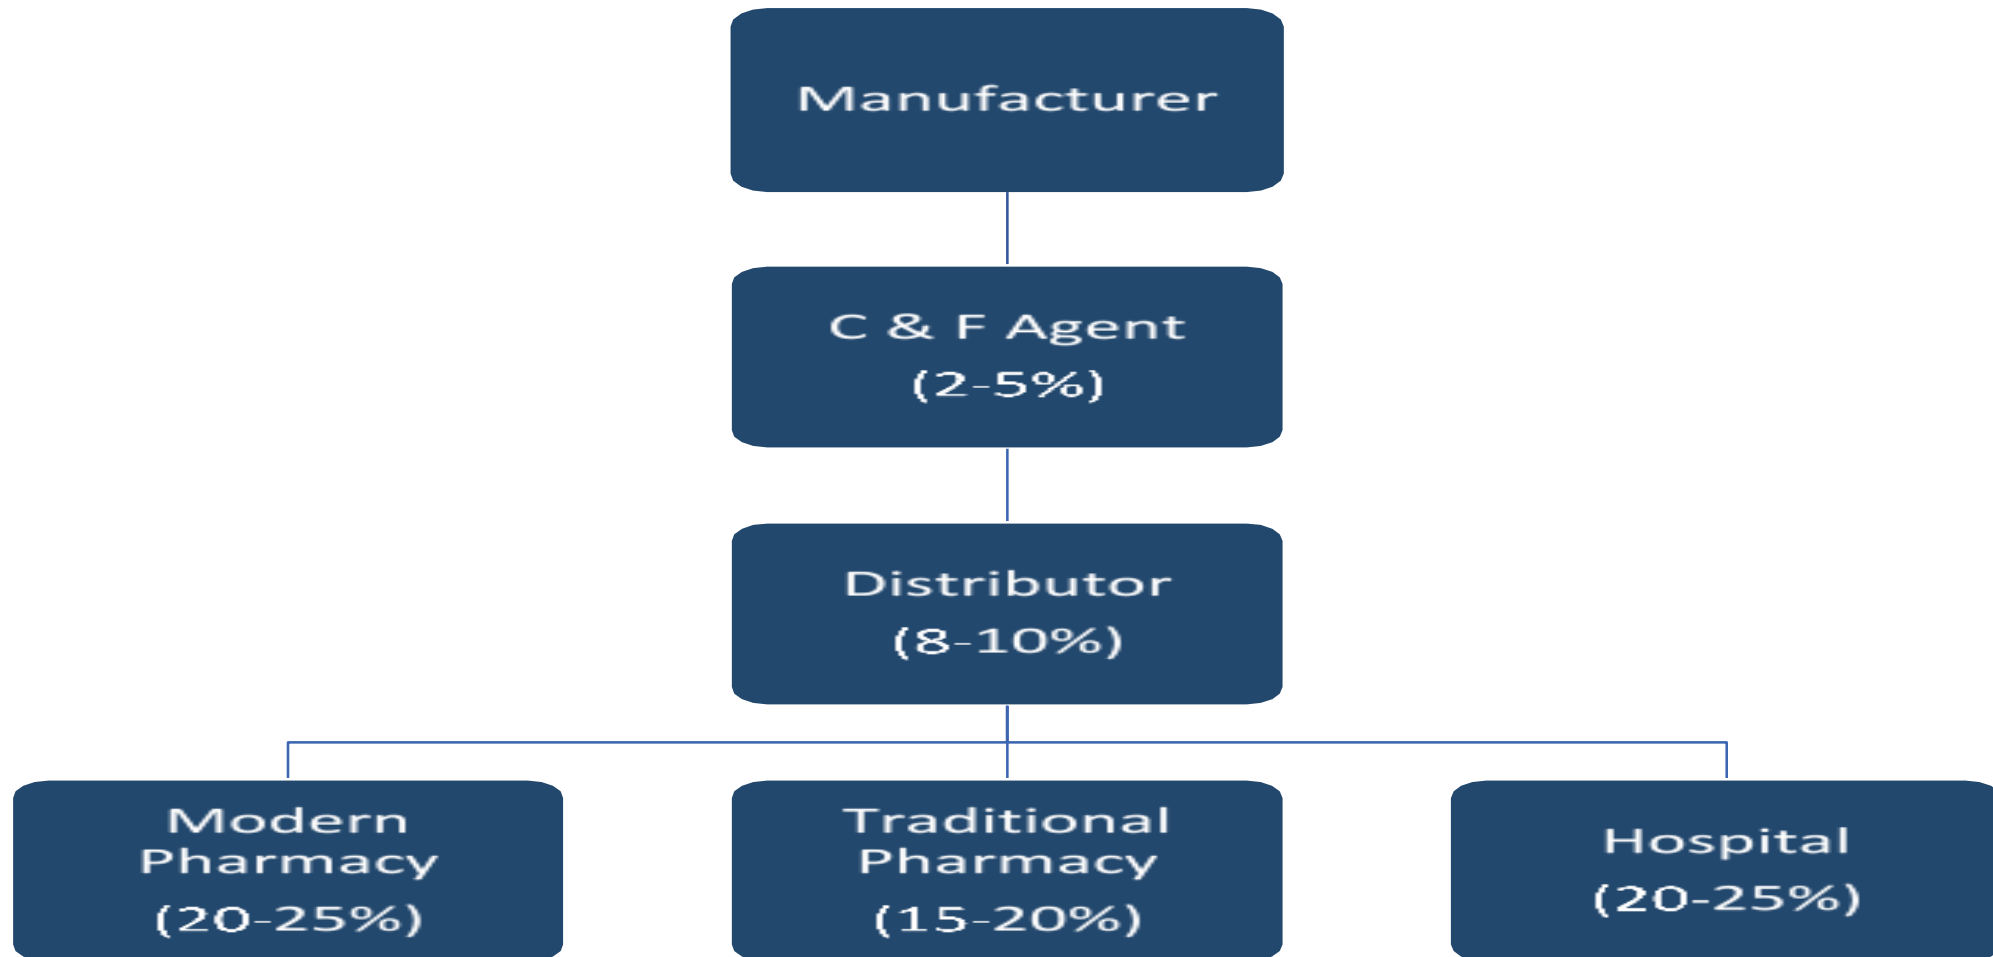 Manufacturer
C & F Agent
(2-5%)
Distributor
(8-10%)
Modern
Pharmacy
(20-25%)
Traditional
Pharmacy
(15-20%)
Hospital
(20-25%)